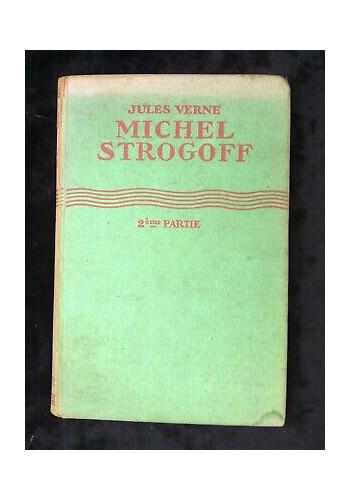 JULES VERNE
MICHEL
STROGOFF
2ème PARTIE